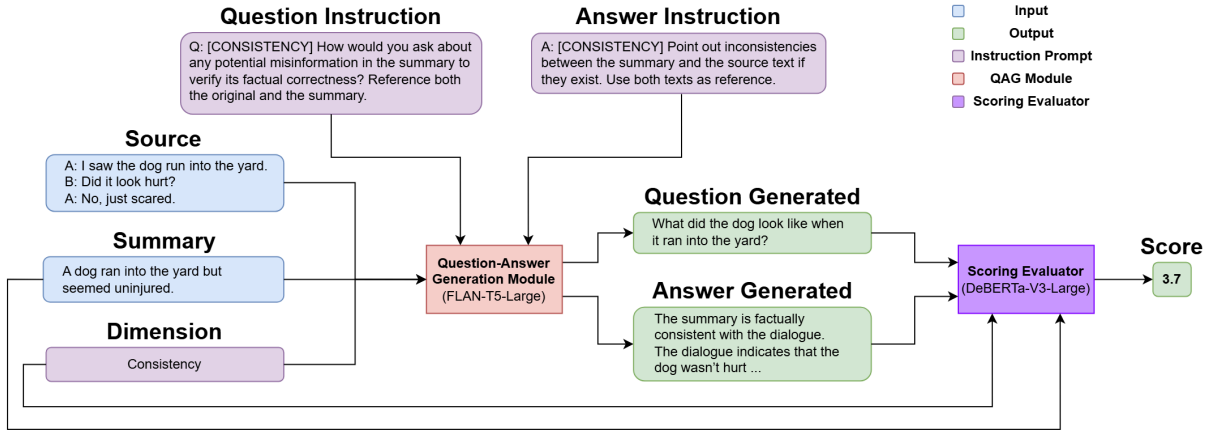 Question Instruction
Q: [CONSISTENCY] How would you ask about
any potential misinformation in the summary to
verify its factual correctness? Reference both
the original and the summary.
Answer Instruction
A: [CONSISTENCY] Point out inconsistencies
between the summary and the source text if
they exist. Use both texts as reference.
Input
Output
Instruction Prompt
QAG Module
Scoring Evaluator
Source
A: I saw the dog run into the yard.
B: Did it look hurt?
A: No, just scared.
Summary
A dog ran into the yard but
seemed uninjured.
Dimension
Consistency
Question-Answer
Generation Module
(FLAN-T5-Large)
Question Generated
What did the dog look like when
it ran into the yard?
Answer Generated
The summary is factually
consistent with the dialogue.
The dialogue indicates that the
dog wasn't hurt ...
Scoring Evaluator
(DeBERTa-V3-Large)
Score
3.7